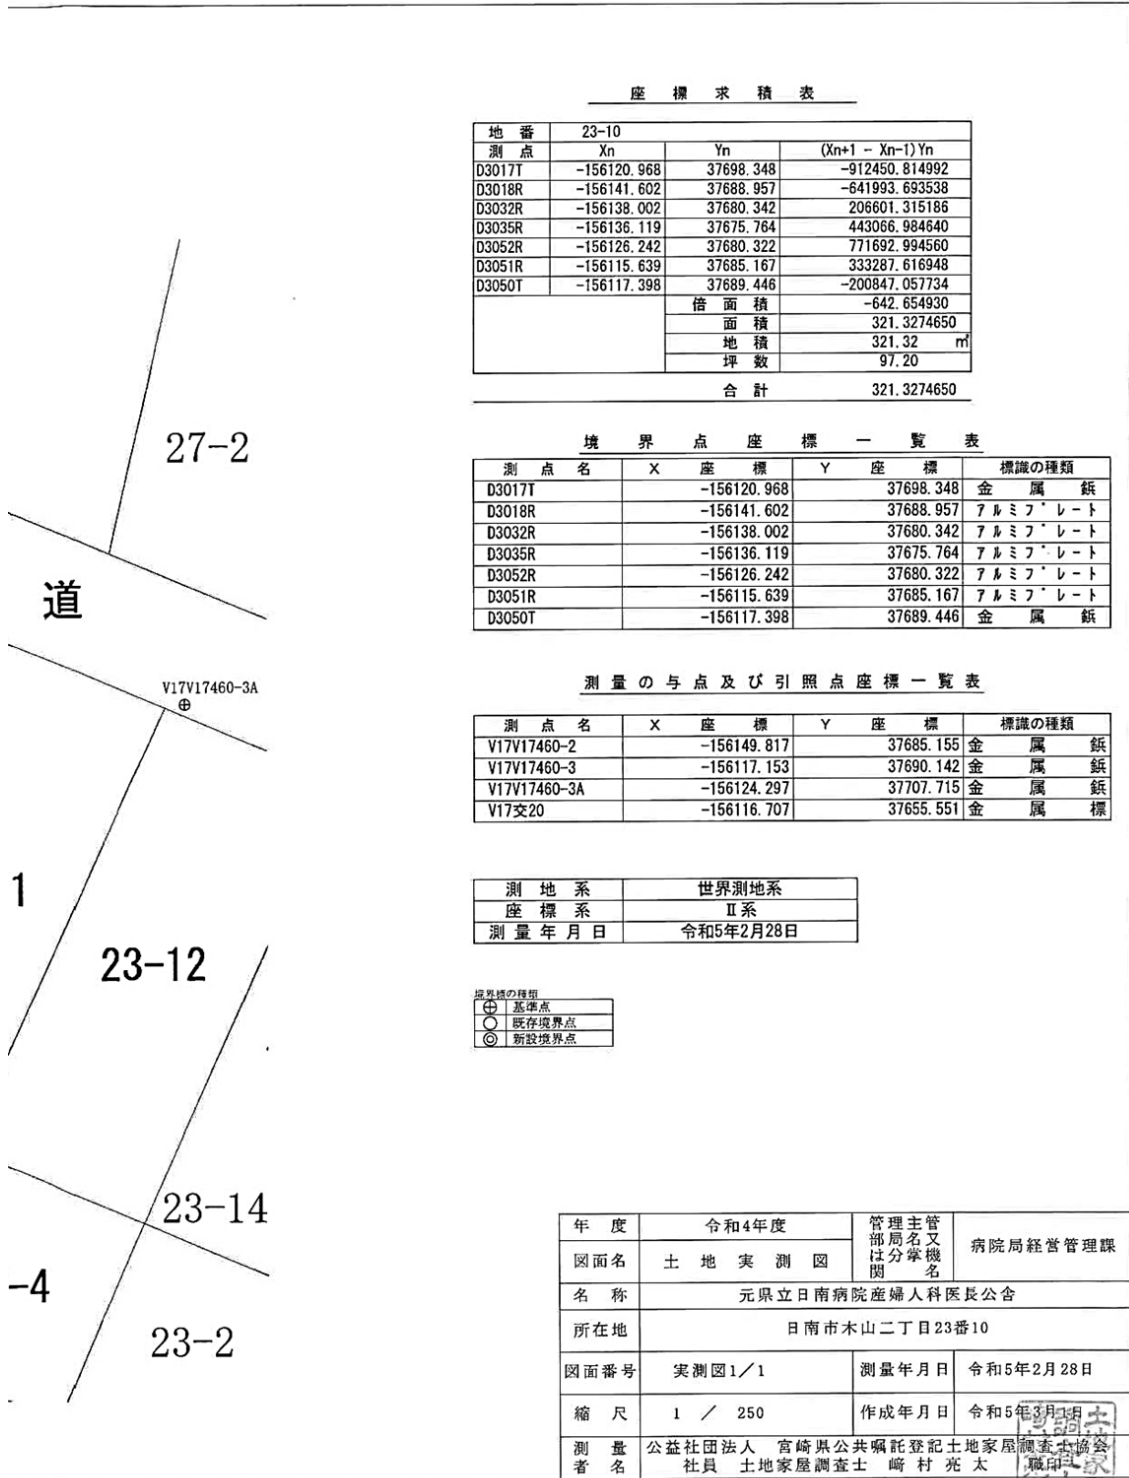 座標求積表
地番 23-10
測点 Xn Yn (Xn+1 - Xn-1)Yn
D3017T -156120.968 37698.348 -912450.814992
D3018R -156141.602 37688.957 -641993.693538
D3032R -156138.002 37680.342 206601.315186
D3035R -156136.119 37675.764 443066.984640
D3052R -156126.242 37680.322 771692.994560
D3051R -156115.639 37685.167 333287.616948
D3050T -156117.398 37689.446 -200847.057734
倍面積 -642.654930
面積 321.3274650
地積 321.32 ㎡
坪数 97.20
合計 321.3274650
境界点座標一覧表
測点名 X座標 Y座標 標識の種類
D3017T -156120.968 37698.348 金属鋲
D3018R -156141.602 37688.957 アルミプレート
D3032R -156138.002 37680.342 アルミプレート
D3035R -156136.119 37675.764 アルミプレート
D3052R -156126.242 37680.322 アルミプレート
D3051R -156115.639 37685.167 アルミプレート
D3050T -156117.398 37689.446 金属鋲
測量の与点及び引照点座標一覧表
測点名 X座標 Y座標 標識の種類
V17V17460-2 -156149.817 37685.155 金属鋲
V17V17460-3 -156117.153 37690.142 金属鋲
V17V17460-3A -156124.297 37707.715 金属鋲
V17交20 -156116.707 37655.551 金属標
測地系 世界測地系
座標系 Ⅱ系
測量年月日 令和5年2月28日
境界標の種類
基準点
既存境界点
新設境界点
27-2
道
V17V17460-3A
1
23-12
23-14
-4
23-2
年度 令和4年度 管理主管部局名又は分掌機関名 病院局経営管理課
図面名 土地実測図
名称 元県立日南病院産婦人科医長公舎
所在地 日南市木山二丁目23番10
図面番号 実測図1／1 測量年月日 令和5年2月28日
縮尺 1／250 作成年月日 令和5年3月1日
測量者名 公益社団法人 宮崎県公共嘱託登記土地家屋調査士協会
社員 土地家屋調査士 﨑村亮太 職印